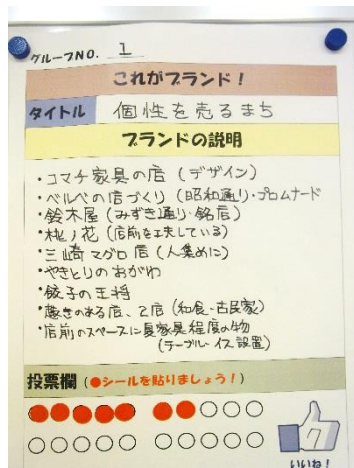 グループNO. 1
これがブランド!
タイトル 個性を売るまち
ブランドの説明
・コマチ家具の店(デザイン)
・ベルベの店づくり(昭和通り・プロムナード
・鈴木屋(みずき通り・銘店)
・桃ノ花(店前を工夫している)
・三崎マグロ店(人集めに)
・やきとりのおがわ
・餃子の王将
・趣きのある店、2店(和食・古民家)
・店前のスペースに具家具程度の物
(テーブル・イス設置)
投票欄(●シールを貼りましょう!)
いいね!